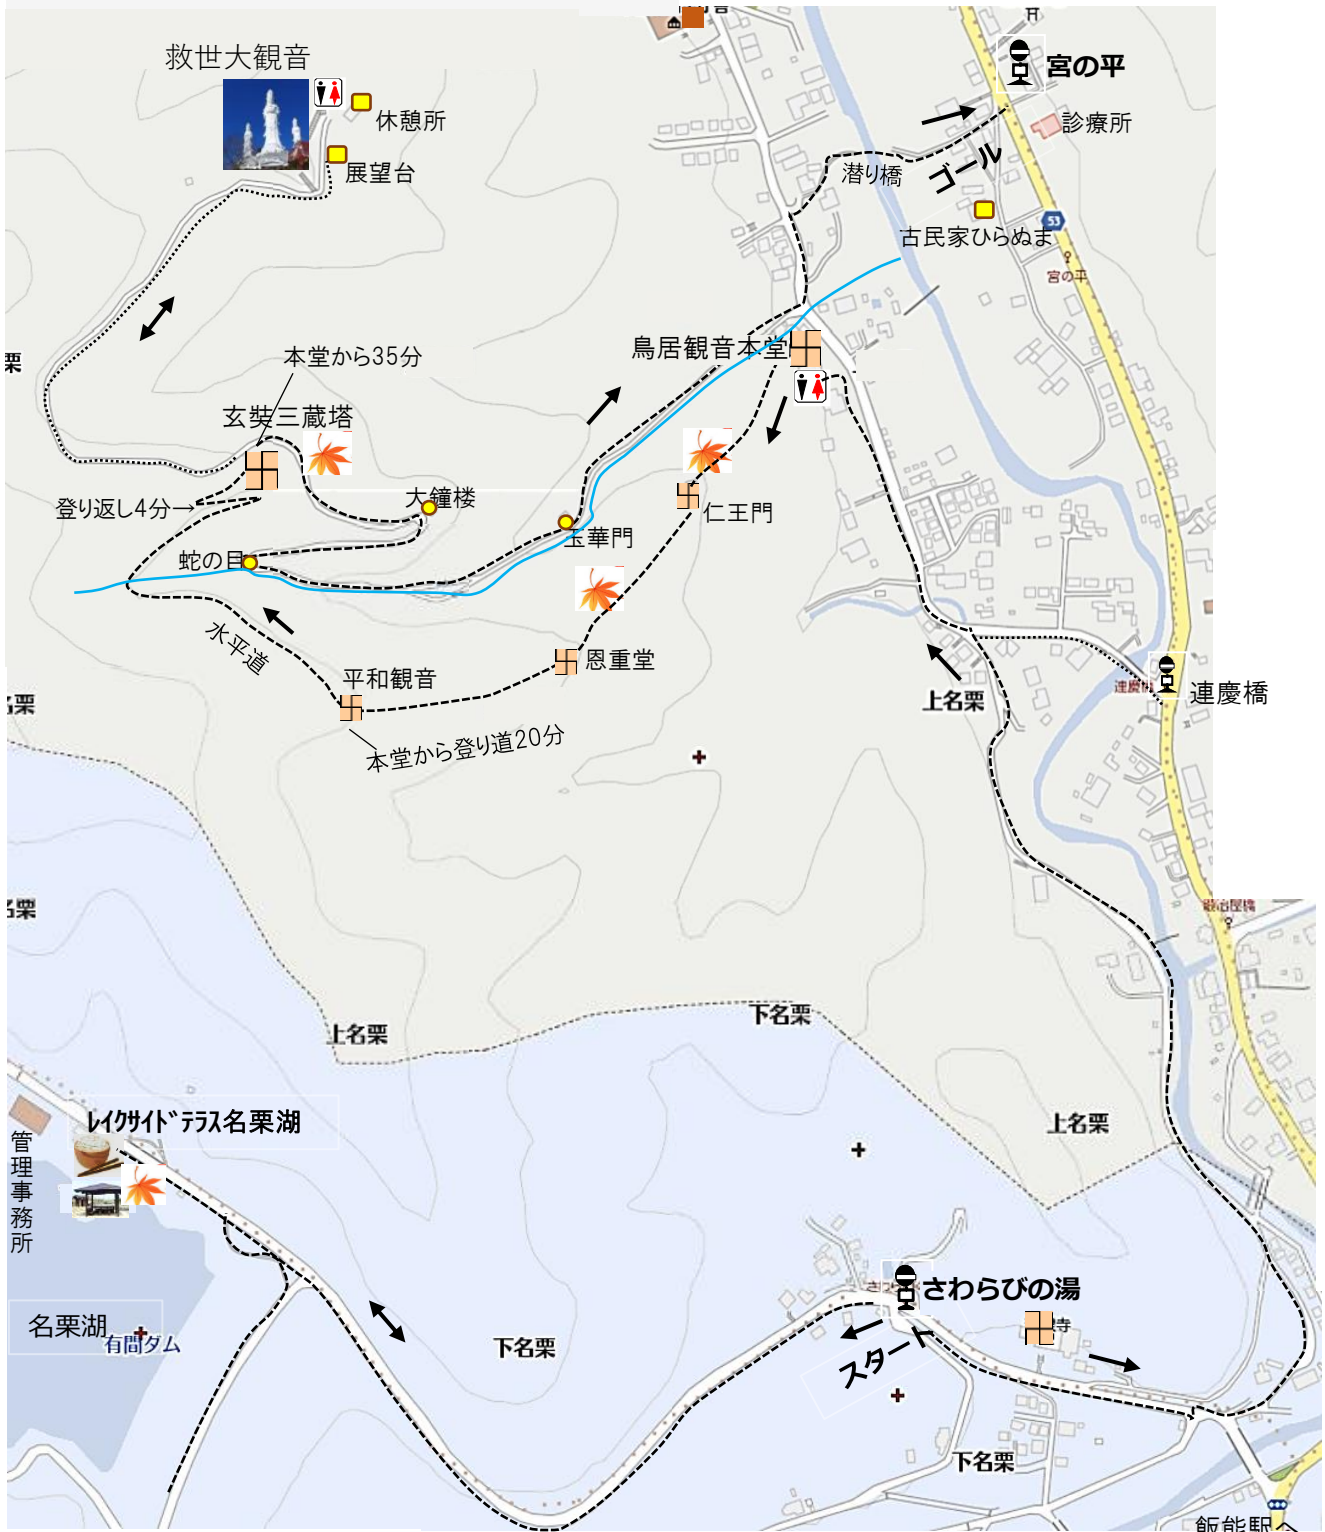 救世大観音
休憩所
展望台
宮の平
診療所
潜り橋
ゴール
古民家ひらぬま
53
宮の平
栗
本堂から35分
鳥居観音本堂
玄奘三蔵塔
登り返し4分→
大鐘楼
玉華門
仁王門
蛇の目
水平道
恩重堂
平和観音
本堂から登り道20分
上名栗
連慶橋
名栗
名栗
上名栗
下名栗
上名栗
レイクサイドテラス名栗湖
管理事務所
名栗湖
有間ダム
下名栗
さわらびの湯
スタート
寺
下名栗
飯能駅へ